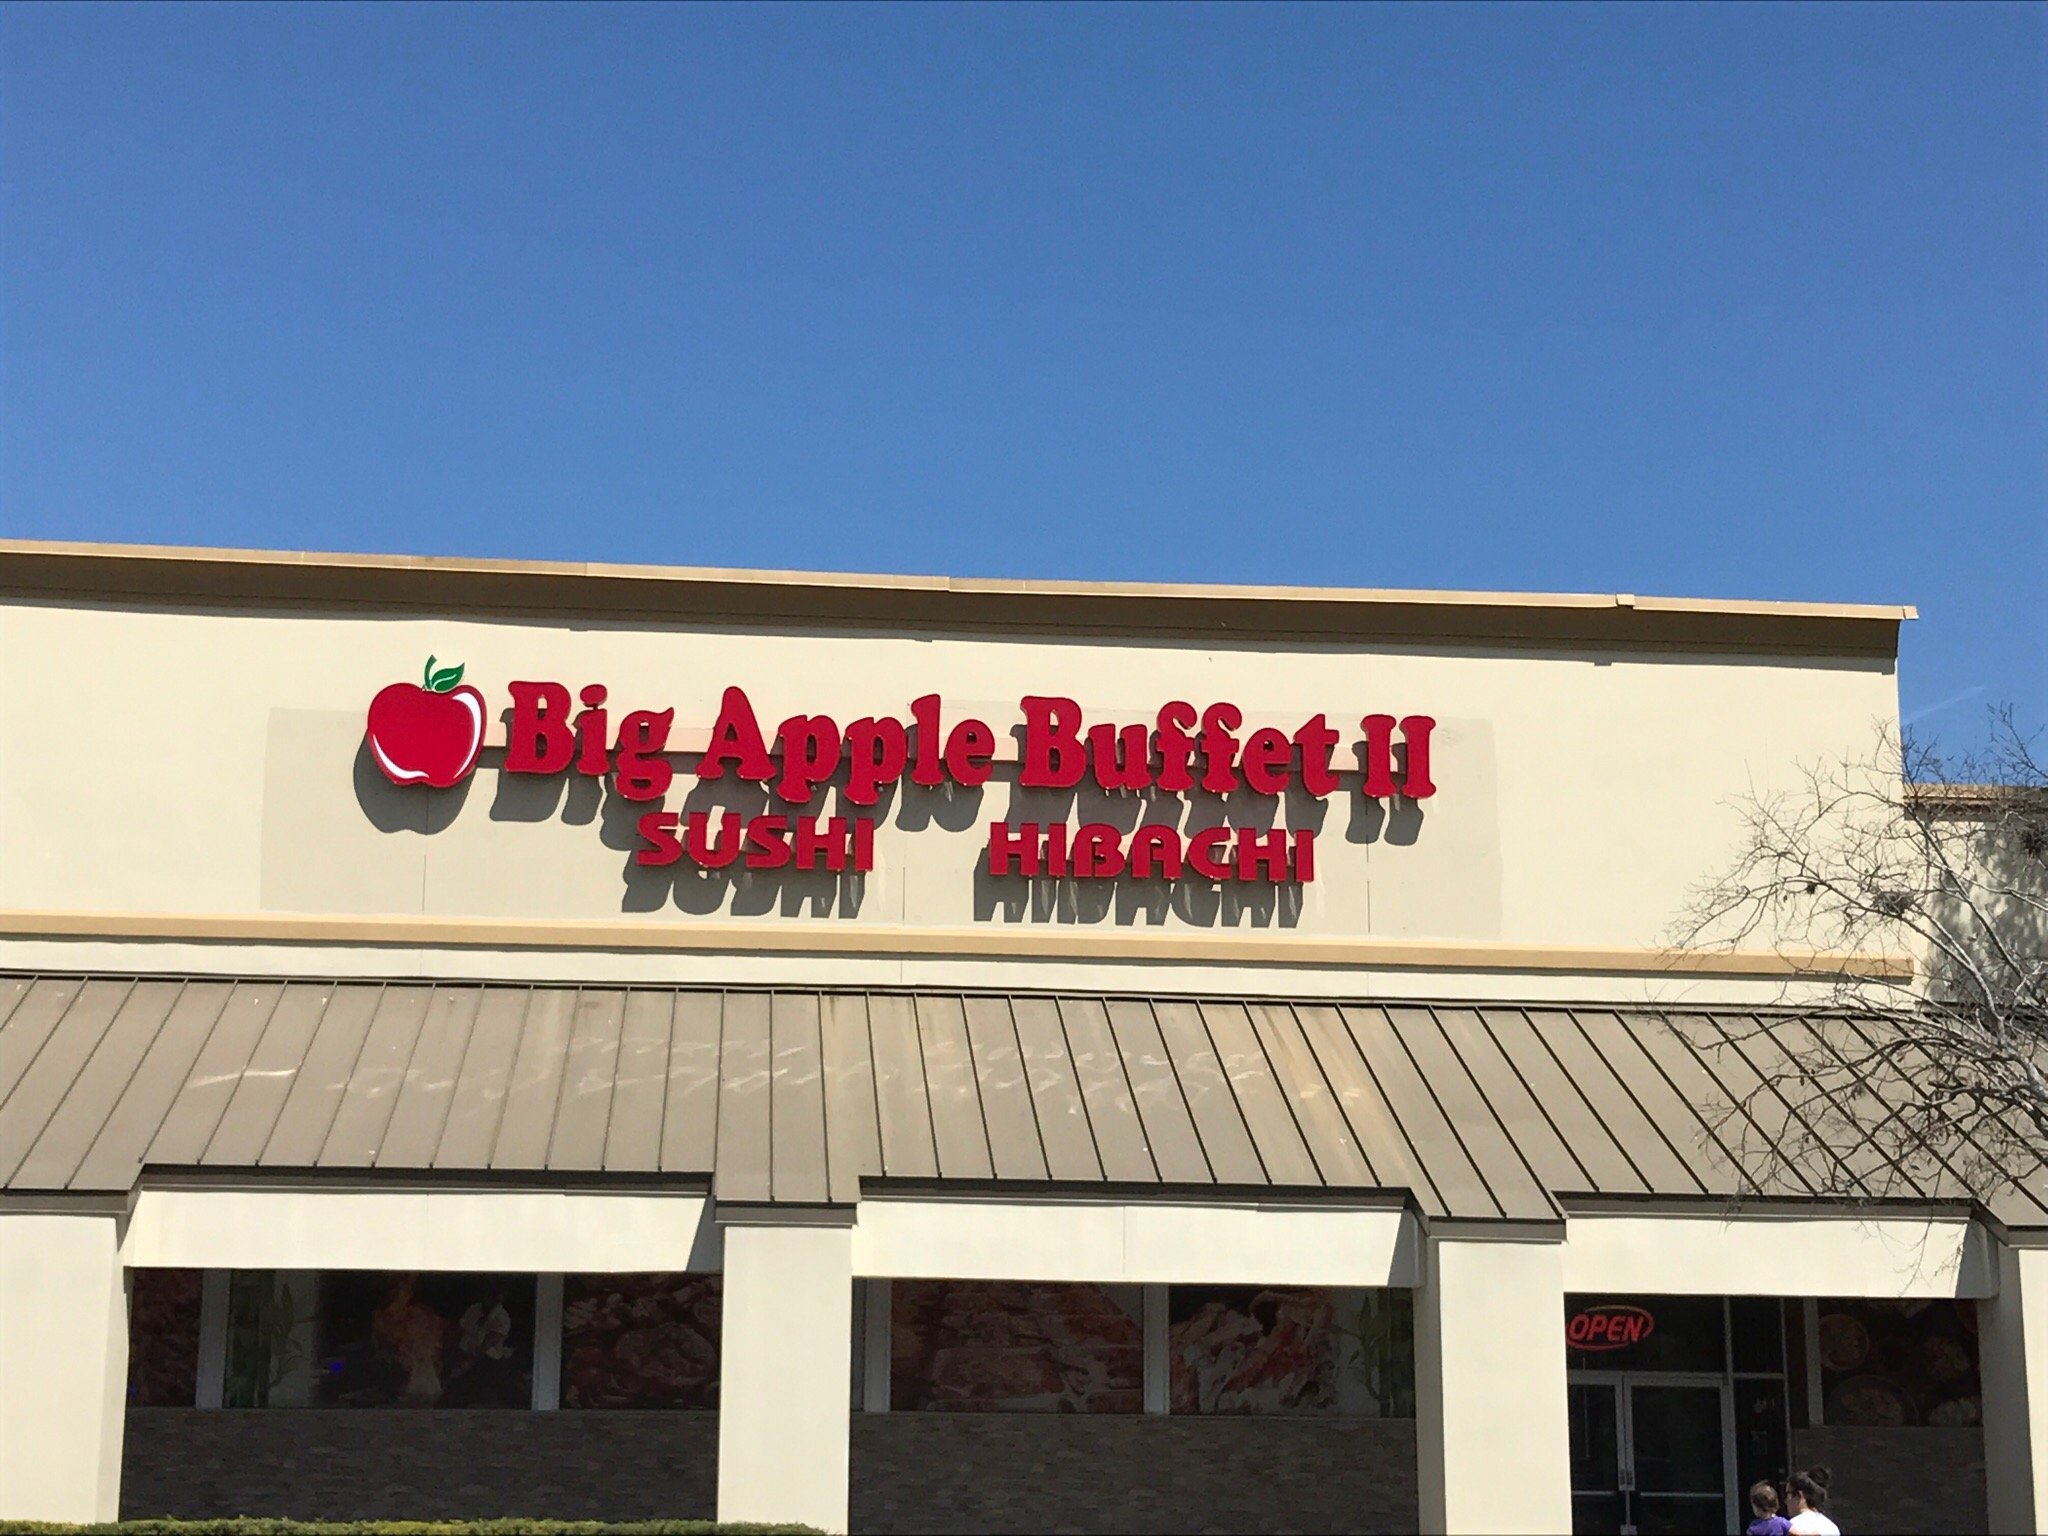 Big Apple Buffet II
SUSHI HIBACHI
OPEN